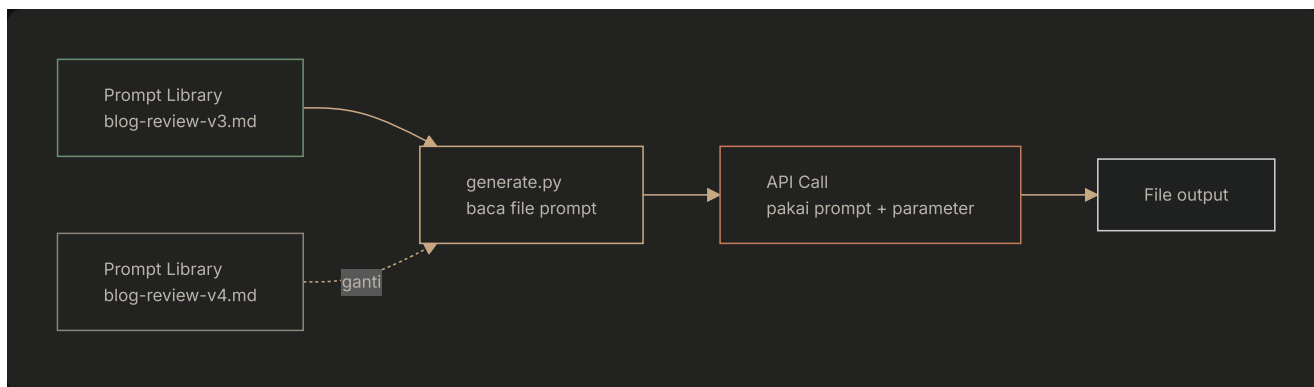 Prompt Library
blog-review-v3.md
generate.py
baca file prompt
API Call
pakai prompt + parameter
File output
Prompt Library
blog-review-v4.md
ganti